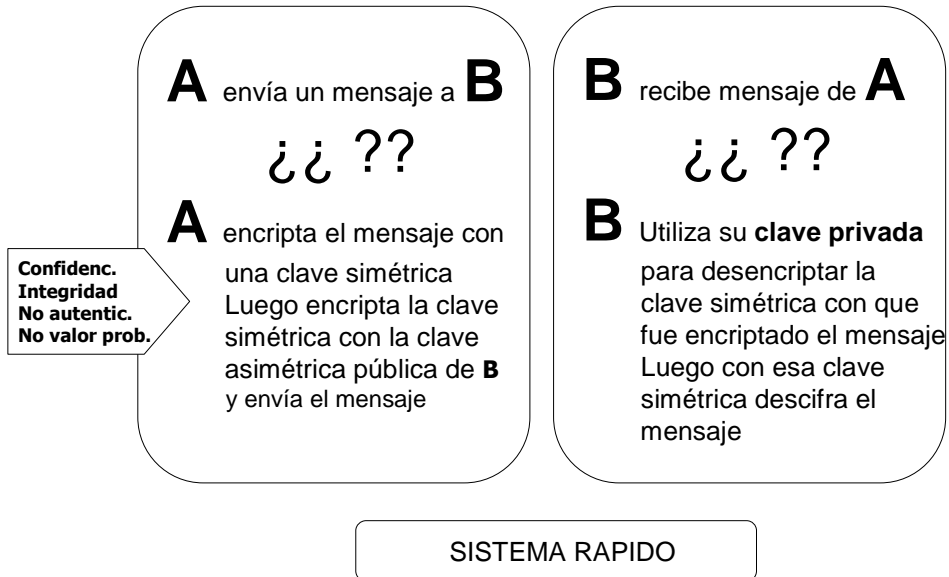 A envía un mensaje a B
¿¿ ??
A encripta el mensaje con
una clave simétrica
Luego encripta la clave
simétrica con la clave
asimétrica pública de B
y envía el mensaje
Confidenc.
Integridad
No autentic.
No valor prob.
B recibe mensaje de A
¿¿ ??
B Utiliza su clave privada
para desencriptar la
clave simétrica con que
fue encriptado el mensaje
Luego con esa clave
simétrica descifra el
mensaje
SISTEMA RAPIDO